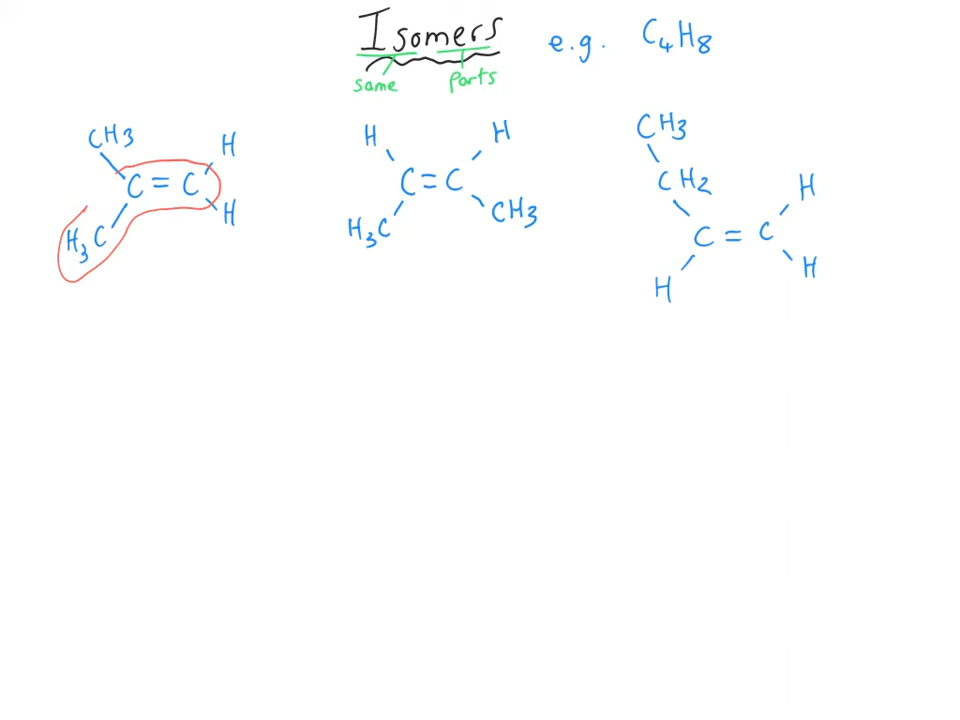 Isomers e.g. C4H8
same parts
CH3 H
C = C
H3C H
H H
C = C
H3C CH3
CH3
CH2 H
C = C
H H